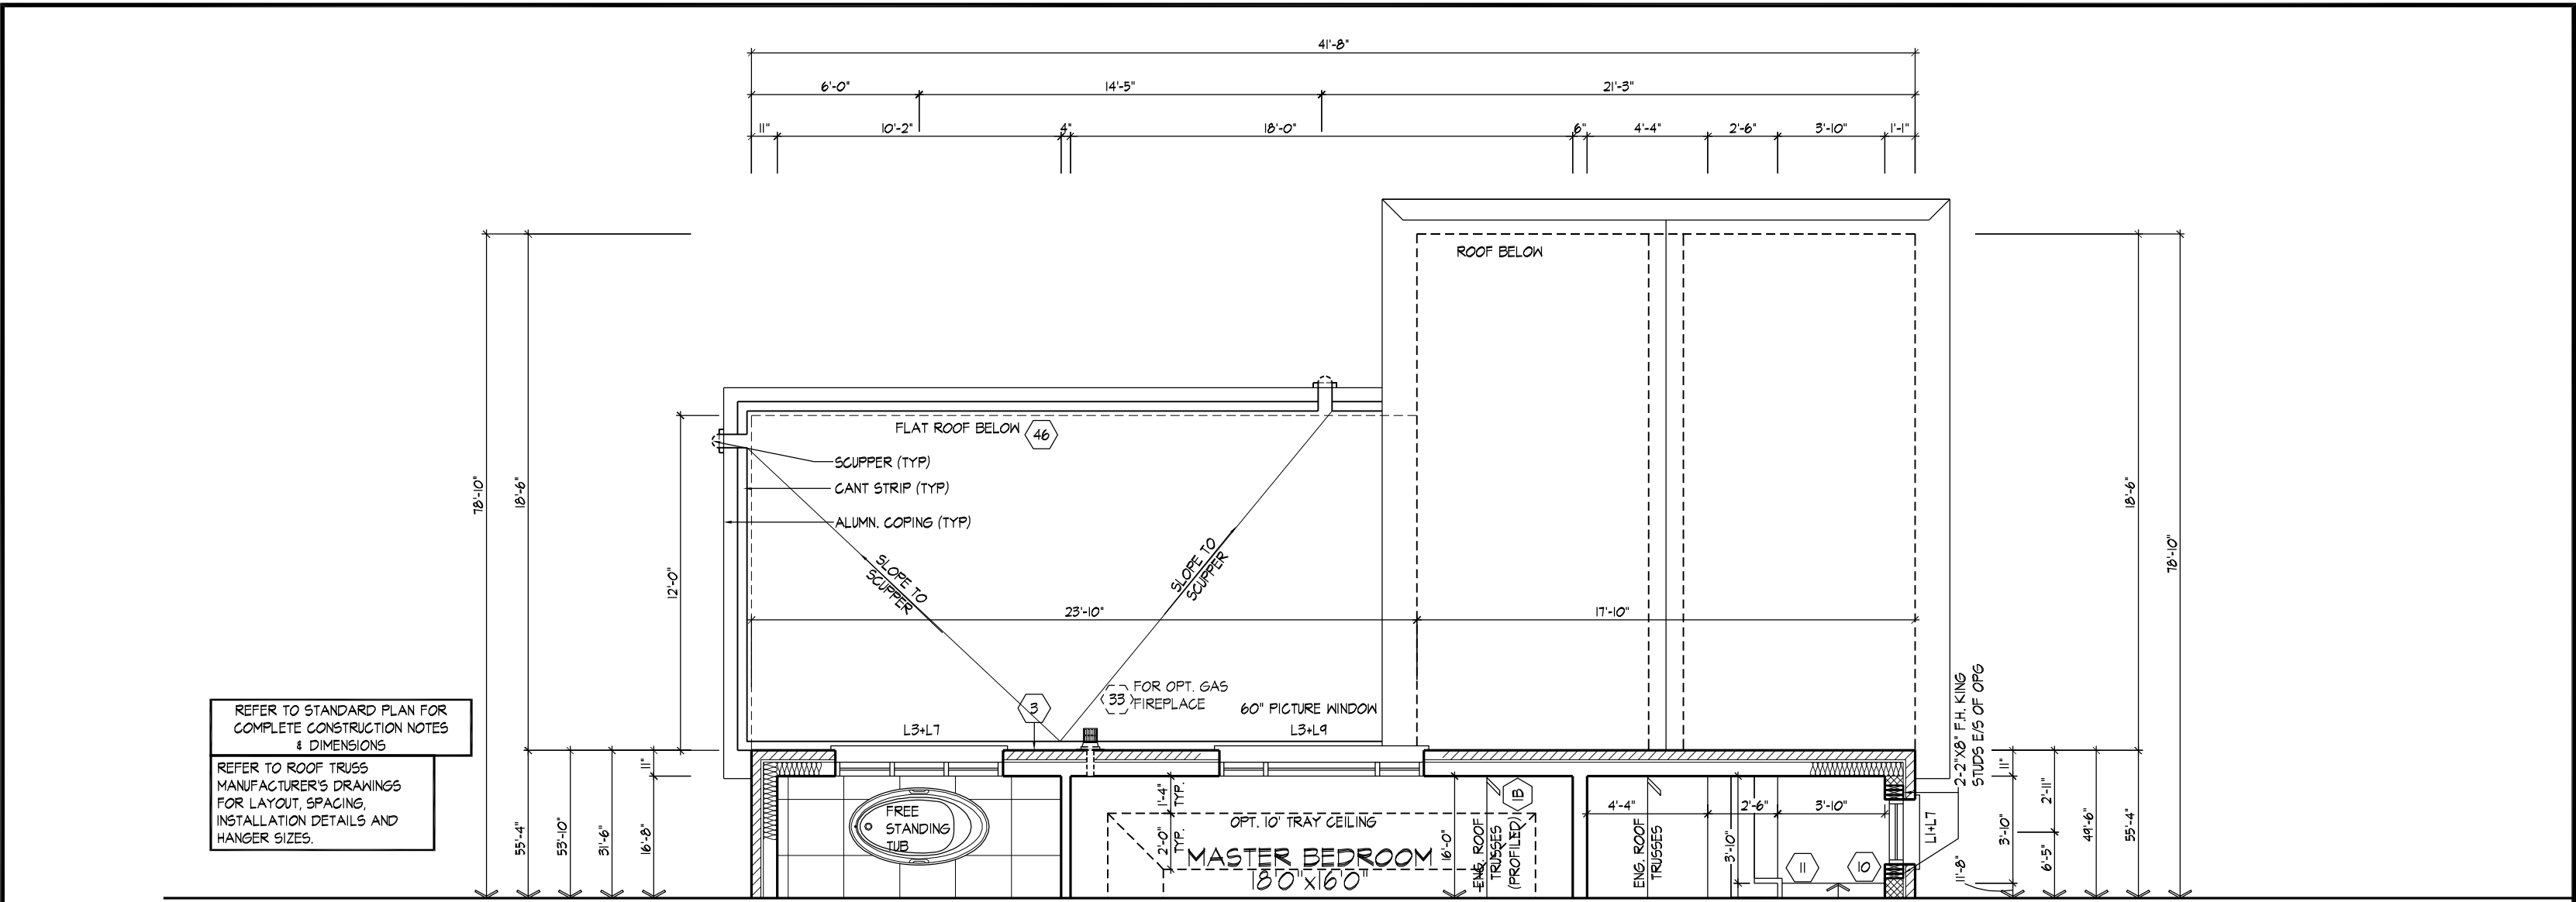 41'-8"
6'-0" 14'-5" 21'-3"
11" 10'-2" 4" 18'-0" 6" 4'-4" 2'-6" 3'-10" 1'-1"
ROOF BELOW
FLAT ROOF BELOW 46
SCUPPER (TYP)
CANT STRIP (TYP)
ALUMN. COPING (TYP)
78'-10"
18'-6"
12'-0"
SLOPE TO
SCUPPER
SLOPE TO
SCUPPER
18'-6"
78'-10"
23'-10" 17'-10"
33 FOR OPT. GAS
FIREPLACE
3
60" PICTURE WINDOW
L3+L7
L3+L9
2-2"X8" F.H. KING
STUDS E/S OF OPG
REFER TO STANDARD PLAN FOR
COMPLETE CONSTRUCTION NOTES
& DIMENSIONS
REFER TO ROOF TRUSS
MANUFACTURER'S DRAWINGS
FOR LAYOUT, SPACING,
INSTALLATION DETAILS AND
HANGER SIZES.
55'-4"
53'-10"
31'-6"
16'-8"
11"
FREE
STANDING
TUB
1'-4" TYP.
2'-0" TYP.
OPT. 10' TRAY CEILING
MASTER BEDROOM
18'0"x16'0"
16'-0"
ENG. ROOF
TRUSSES
(PROFILED)
1B
ENG. ROOF
TRUSSES
4'-4" 2'-6" 3'-10"
3'-10"
11
10
L1+L7
11'-8"
11"
3'-10"
2'-11"
6'-5"
49'-6"
55'-4"